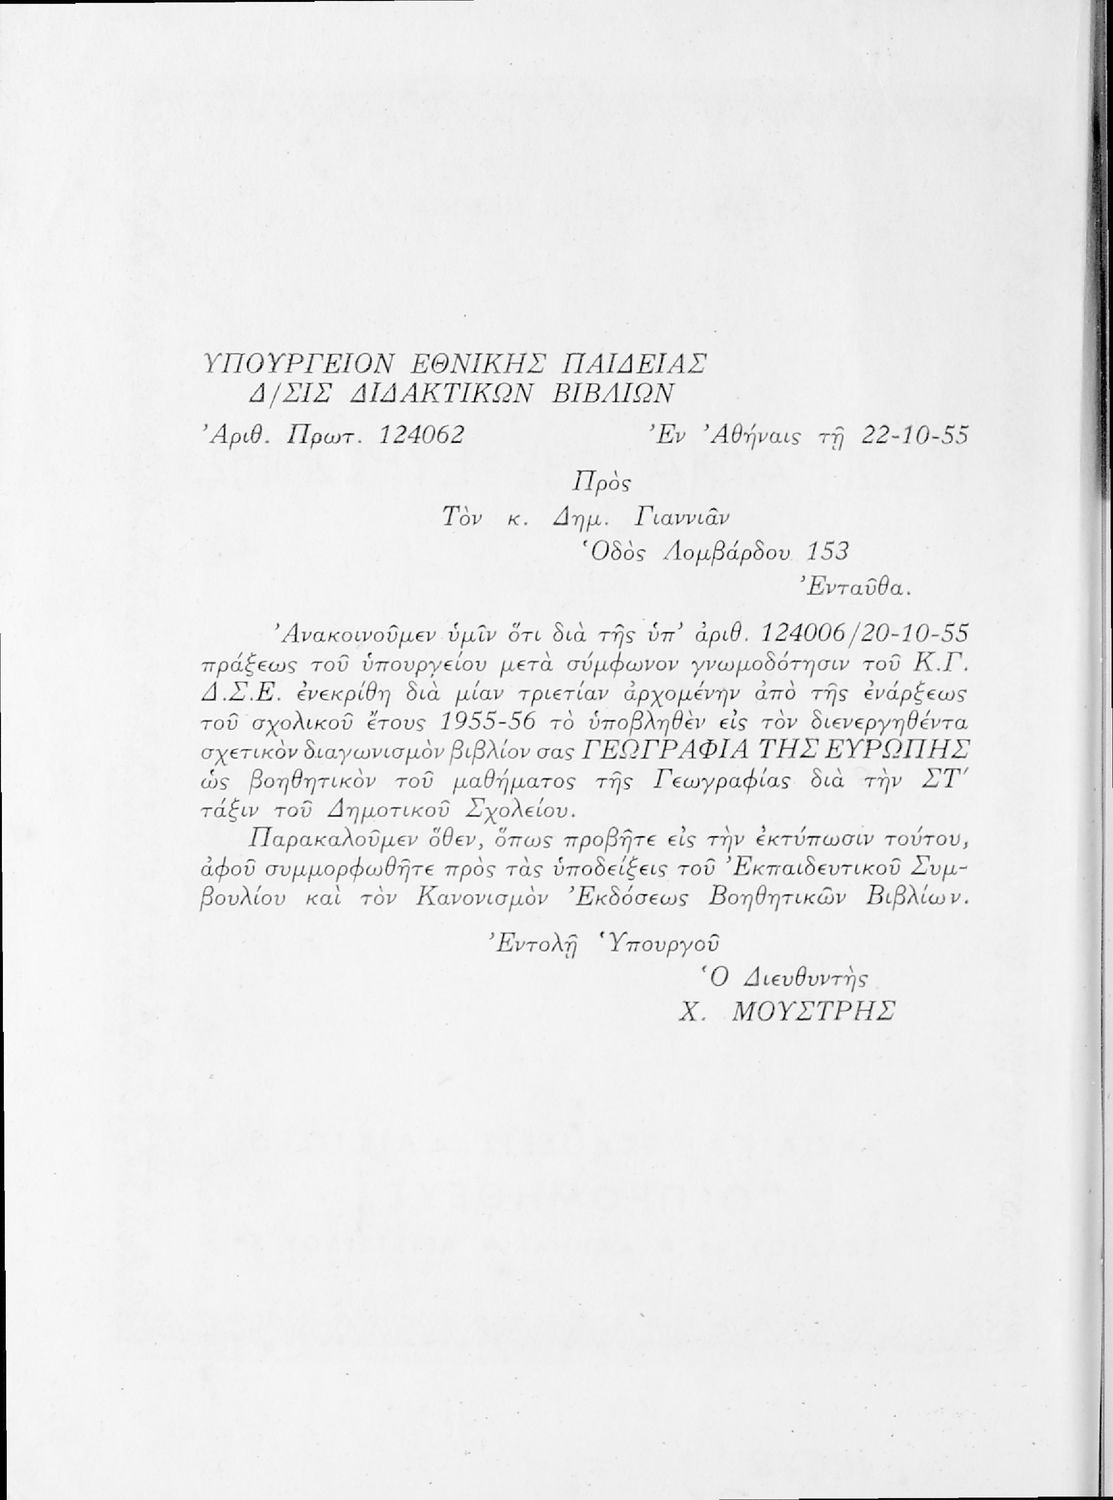 ΥΠΟΥΡΓΕΙΟΝ ΕΘΝΙΚΗΣ ΠΑΙΔΕΙΑΣ
Δ/ΣΙΣ ΔΙΔΑΚΤΙΚΩΝ ΒΙΒΛΙΩΝ
Ἀριθ. Πρωτ. 124062 Ἐν Ἀθήναις τῇ 22-10-55
Πρὸς
Τὸν κ. Δημ. Γιαννιᾶν
Ὁδὸς Λομβάρδου 153
Ἐνταῦθα.
Ἀνακοινοῦμεν ὑμῖν ὅτι διὰ τῆς ὑπ’ ἀριθ. 124006/20-10-55
πράξεως τοῦ ὑπουργείου μετὰ σύμφωνον γνωμοδότησιν τοῦ Κ.Γ.
Δ.Σ.Ε. ἐνεκρίθη διὰ μίαν τριετίαν ἀρχομένην ἀπὸ τῆς ἐνάρξεως
τοῦ σχολικοῦ ἔτους 1955-56 τὸ ὑποβληθὲν εἰς τὸν διενεργηθέντα
σχετικὸν διαγωνισμὸν βιβλίον σας ΓΕΩΓΡΑΦΙΑ ΤΗΣ ΕΥΡΩΠΗΣ
ὡς βοηθητικὸν τοῦ μαθήματος τῆς Γεωγραφίας διὰ τὴν ΣΤ΄
τάξιν τοῦ Δημοτικοῦ Σχολείου.
Παρακαλοῦμεν ὅθεν, ὅπως προβῆτε εἰς τὴν ἐκτύπωσιν τούτου,
ἀφοῦ συμμορφωθῆτε πρὸς τὰς ὑποδείξεις τοῦ Ἐκπαιδευτικοῦ Συμ-
βουλίου καὶ τὸν Κανονισμὸν Ἐκδόσεως Βοηθητικῶν Βιβλίων.
Ἐντολῇ Ὑπουργοῦ
Ὁ Διευθυντὴς
Χ. ΜΟΥΣΤΡΗΣ